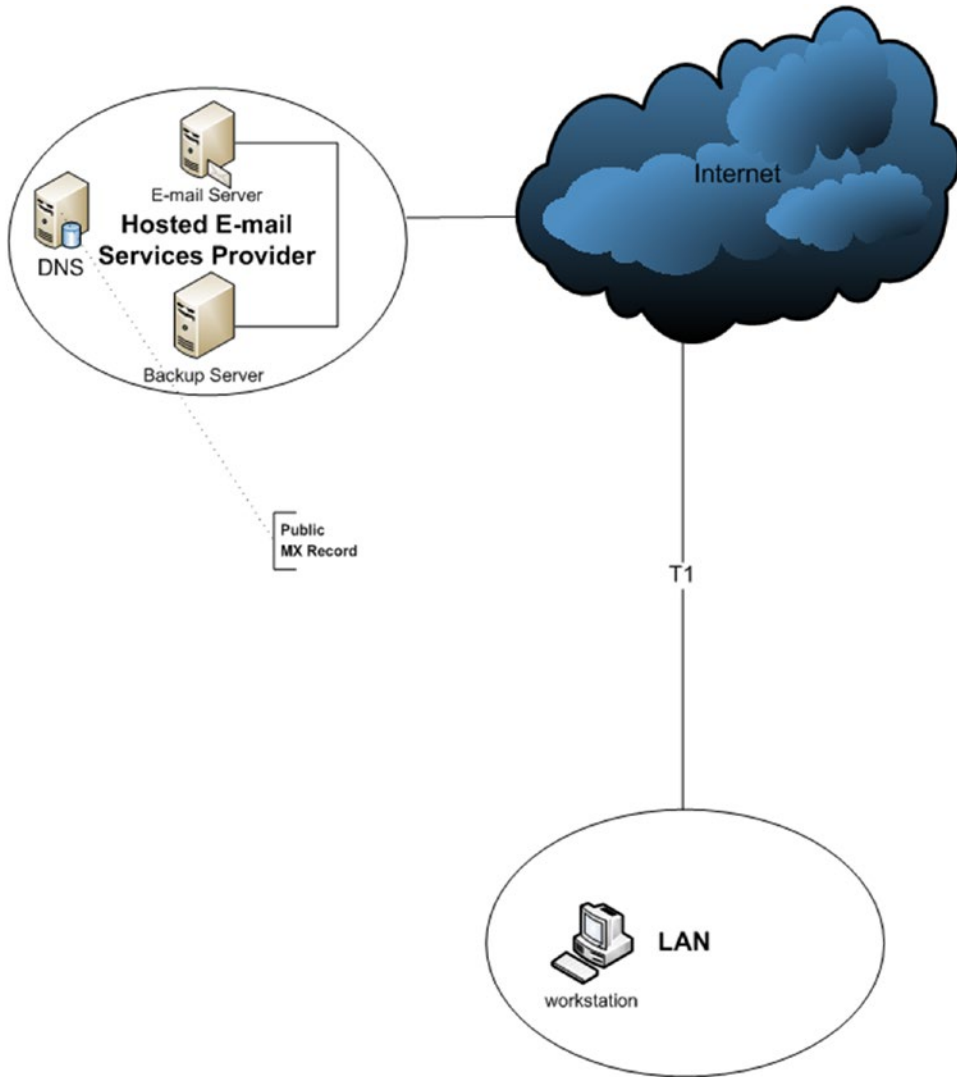 E-mail Server
Hosted E-mail
Services Provider
DNS
Backup Server
Internet
Public
MX Record
T1
LAN
workstation